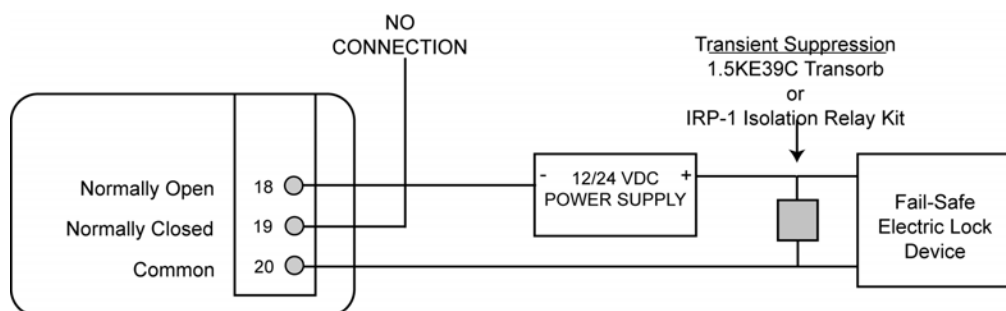 NO
CONNECTION
Transient Suppression
1.5KE39C Transorb
or
IRP-1 Isolation Relay Kit
Normally Open 18
Normally Closed 19
Common 20
- 12/24 VDC +
POWER SUPPLY
Fail-Safe
Electric Lock
Device